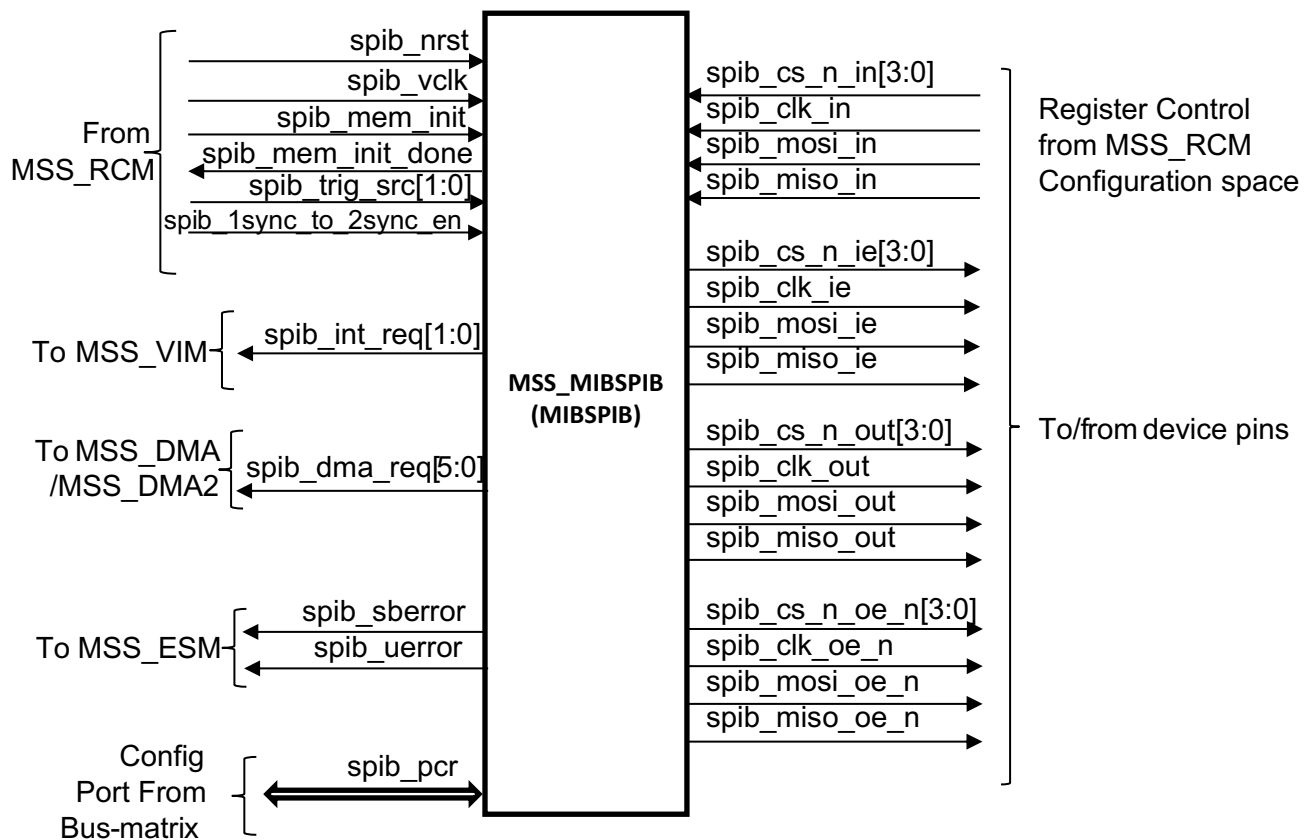 spib_nrst
spib_vclk
spib_mem_init
spib_mem_init_done
spib_trig_src[1:0]
spib_1sync_to_2sync_en
From
MSS_RCM
To MSS_VIM
spib_int_req[1:0]
To MSS_DMA
/MSS_DMA2
spib_dma_req[5:0]
To MSS_ESM
spib_sberror
spib_uerror
Config
Port From
Bus-matrix
spib_pcr
MSS_MIBSPIB
(MIBSPIB)
spib_cs_n_in[3:0]
spib_clk_in
spib_mosi_in
spib_miso_in
spib_cs_n_ie[3:0]
spib_clk_ie
spib_mosi_ie
spib_miso_ie
spib_cs_n_out[3:0]
spib_clk_out
spib_mosi_out
spib_miso_out
spib_cs_n_oe_n[3:0]
spib_clk_oe_n
spib_mosi_oe_n
spib_miso_oe_n
Register Control
from MSS_RCM
Configuration space
To/from device pins